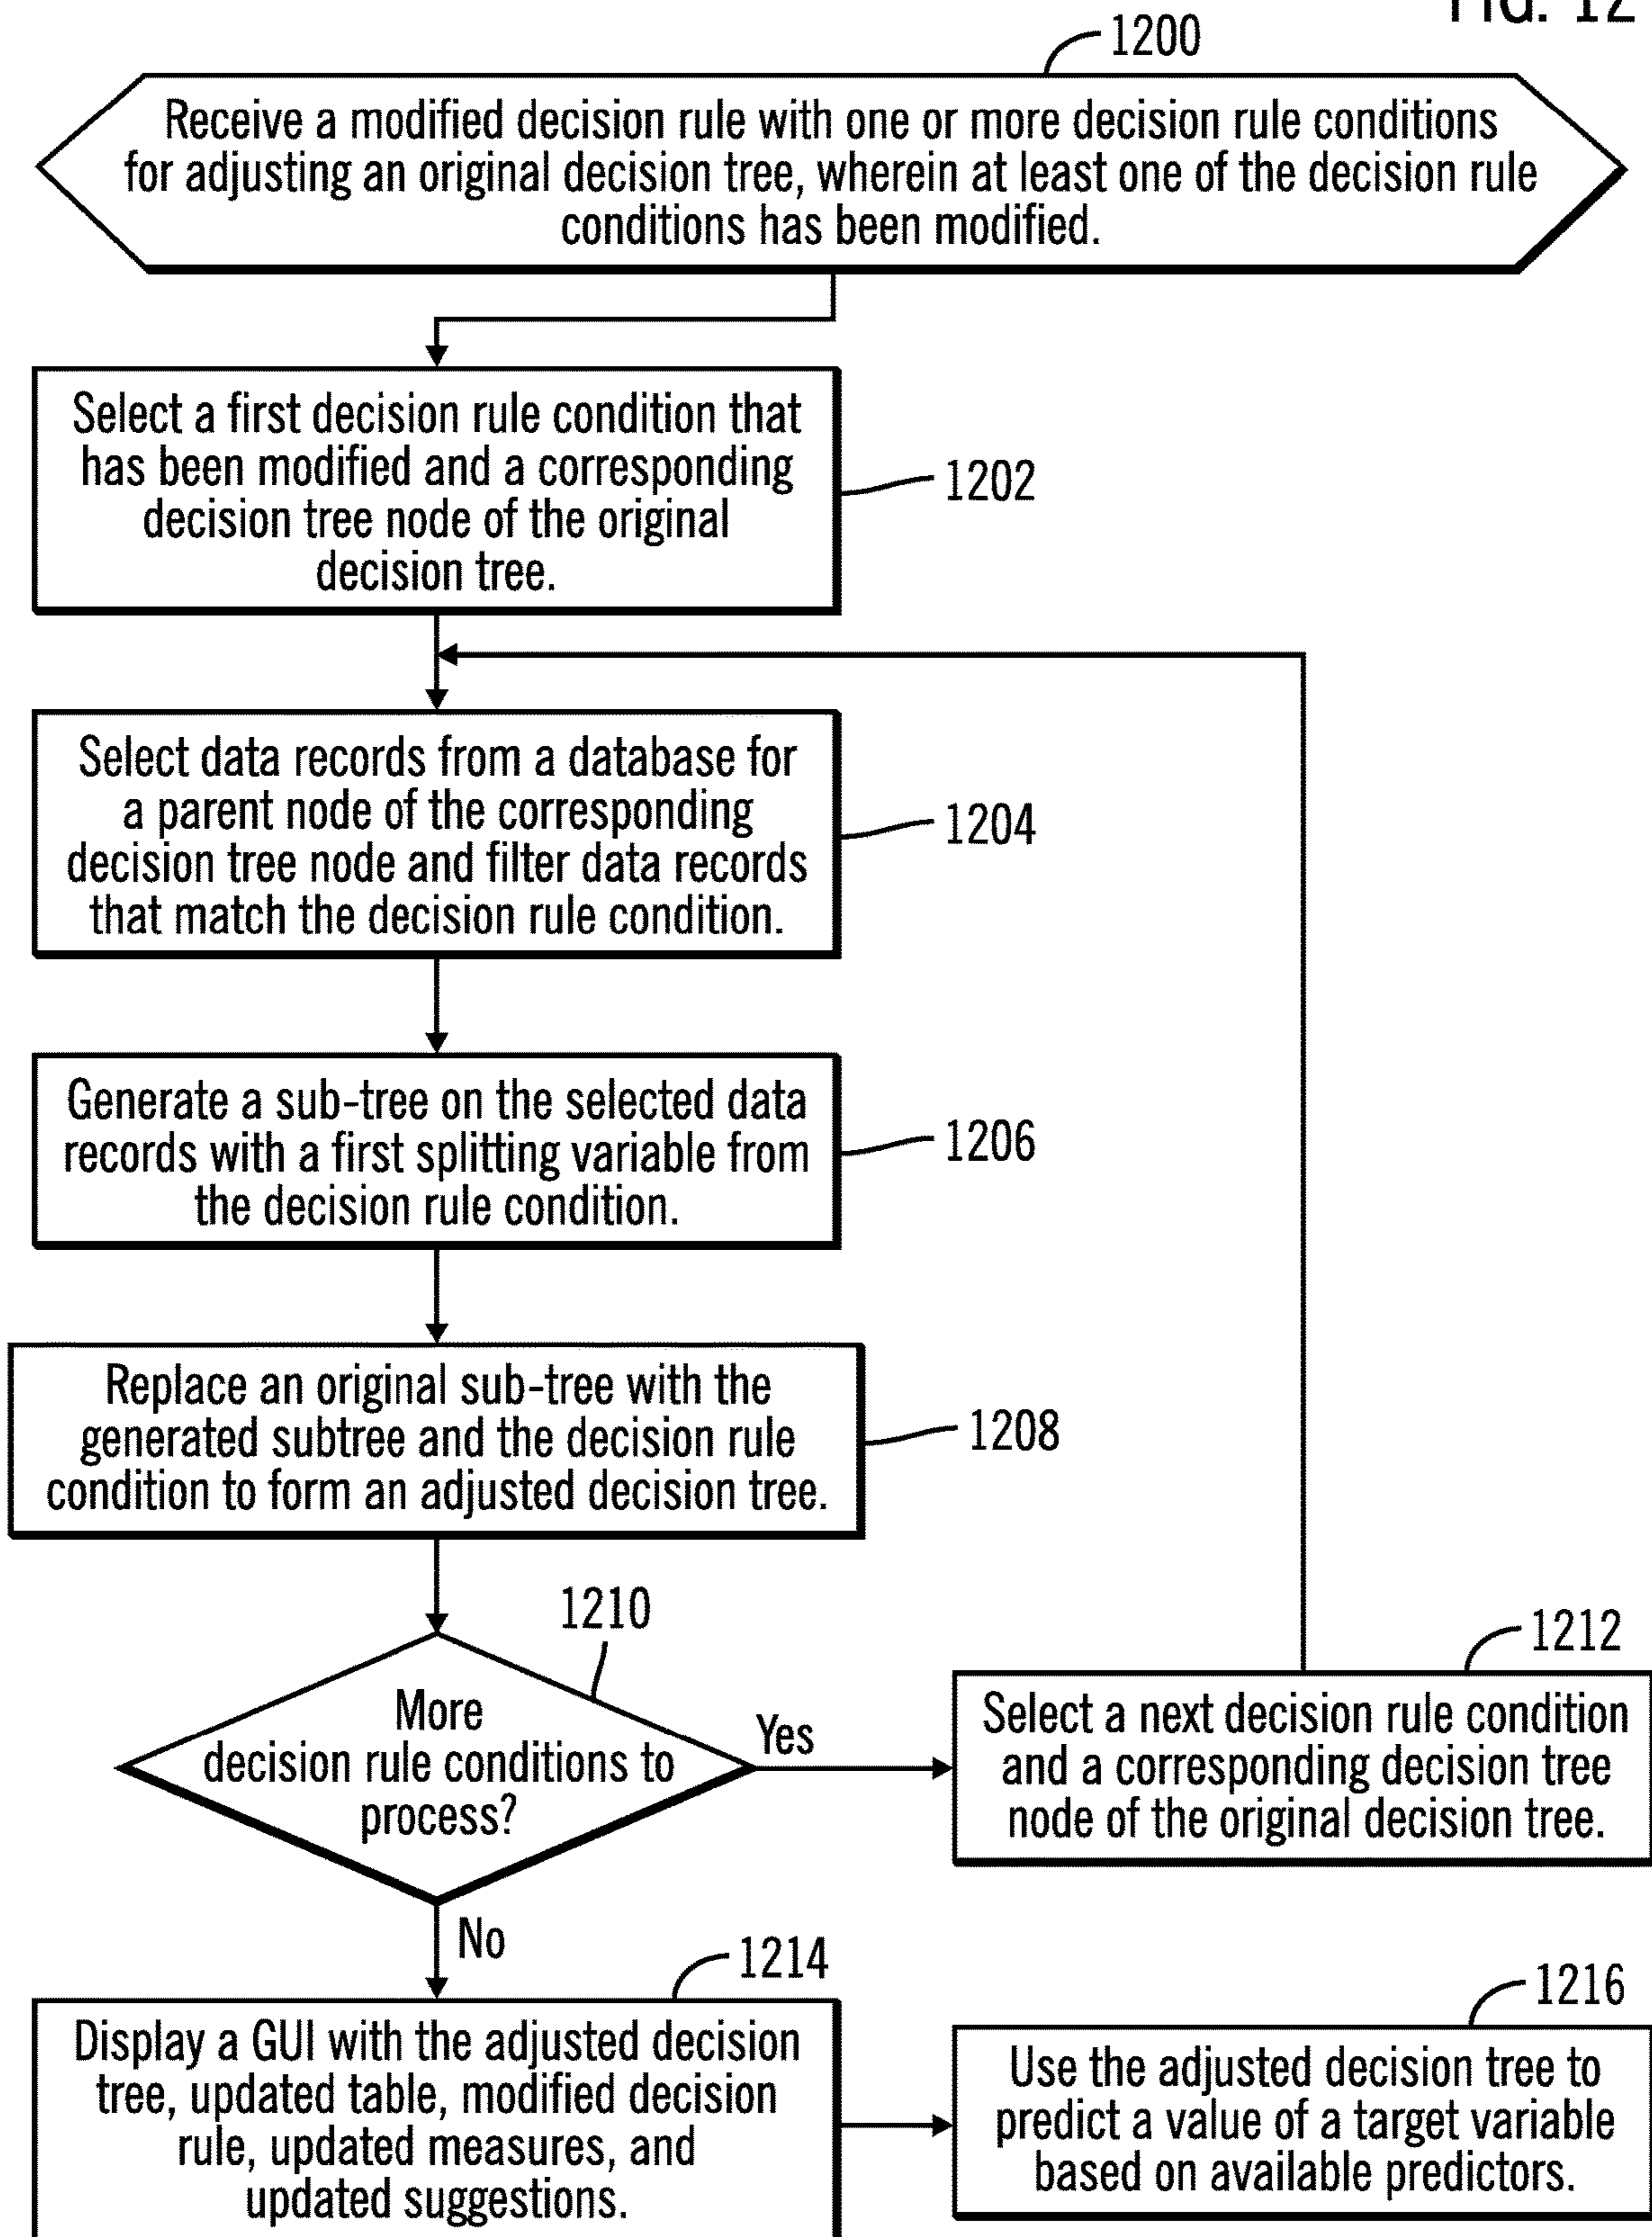 FIG. 12
1200
Receive a modified decision rule with one or more decision rule conditions
for adjusting an original decision tree, wherein at least one of the decision rule
conditions has been modified.
Select a first decision rule condition that
has been modified and a corresponding
decision tree node of the original
decision tree.
1202
Select data records from a database for
a parent node of the corresponding
decision tree node and filter data records
that match the decision rule condition.
1204
Generate a sub-tree on the selected data
records with a first splitting variable from
the decision rule condition.
1206
Replace an original sub-tree with the
generated subtree and the decision rule
condition to form an adjusted decision tree.
1208
1210
More
decision rule conditions to
process?
Yes
1212
Select a next decision rule condition
and a corresponding decision tree
node of the original decision tree.
No
1214
Display a GUI with the adjusted decision
tree, updated table, modified decision
rule, updated measures, and
updated suggestions.
1216
Use the adjusted decision tree to
predict a value of a target variable
based on available predictors.